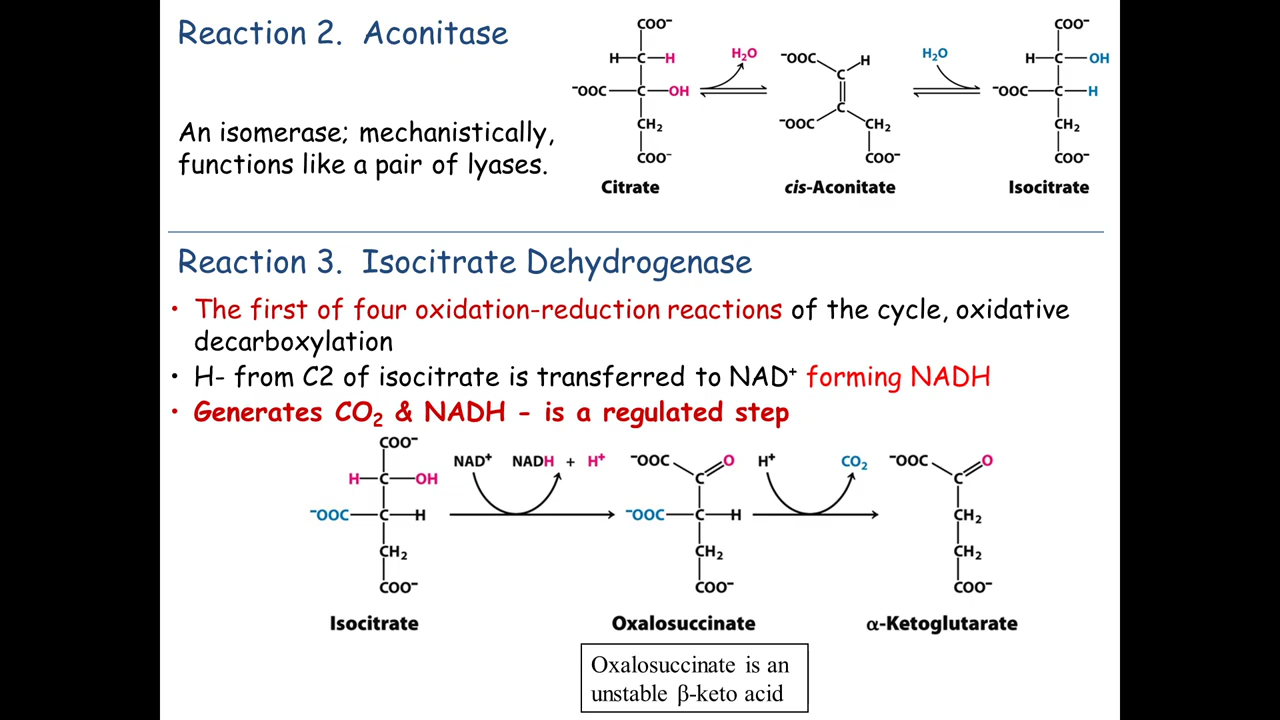 Reaction 2. Aconitase
An isomerase; mechanistically,
functions like a pair of lyases.
COO⁻
H—C—H
⁻OOC—C—OH
CH₂
COO⁻
Citrate
H₂O
⁻OOC
C
H
C
⁻OOC
CH₂
COO⁻
cis-Aconitate
H₂O
COO⁻
H—C—OH
⁻OOC—C—H
CH₂
COO⁻
Isocitrate
Reaction 3. Isocitrate Dehydrogenase
• The first of four oxidation-reduction reactions of the cycle, oxidative
decarboxylation
• H- from C2 of isocitrate is transferred to NAD⁺ forming NADH
• Generates CO₂ & NADH - is a regulated step
COO⁻
H—C—OH
⁻OOC—C—H
CH₂
COO⁻
Isocitrate
NAD⁺ NADH + H⁺
⁻OOC
O
C
⁻OOC—C—H
CH₂
COO⁻
Oxalosuccinate
H⁺ CO₂
⁻OOC
O
C
CH₂
CH₂
COO⁻
α-Ketoglutarate
Oxalosuccinate is an
unstable β-keto acid